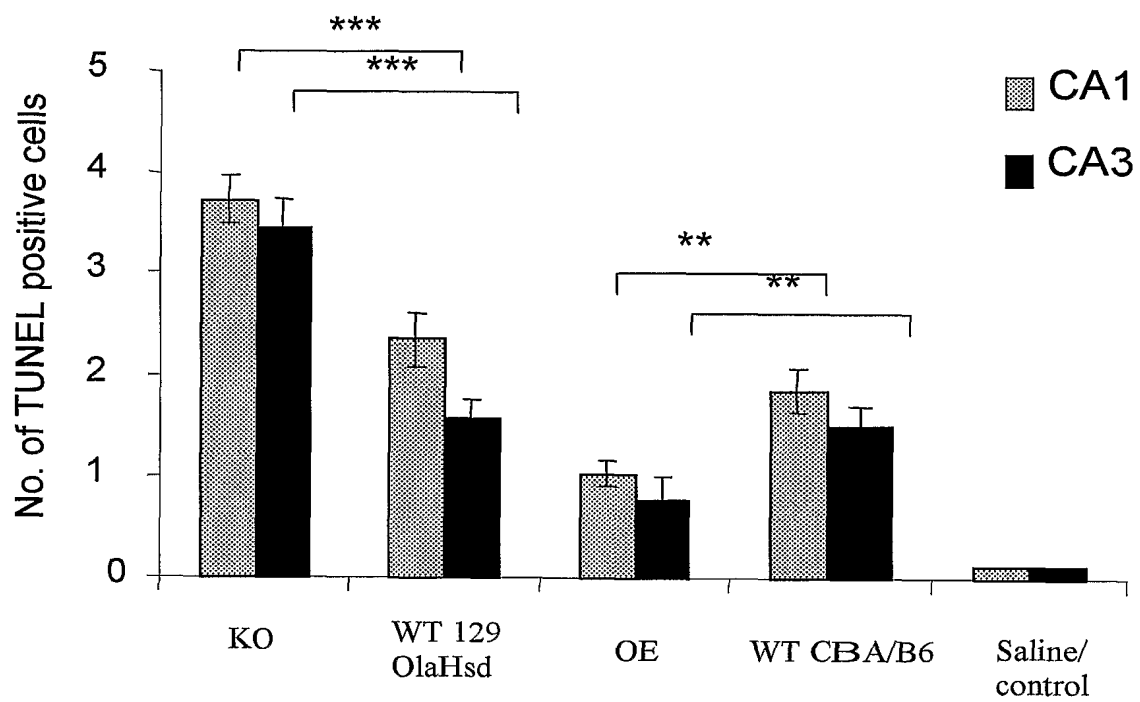 ***
***
5
4
3
2
1
0
No. of TUNEL positive cells
CA1
CA3
**
**
KO
WT 129
OlaHsd
OE
WT CBA/B6
Saline/
control